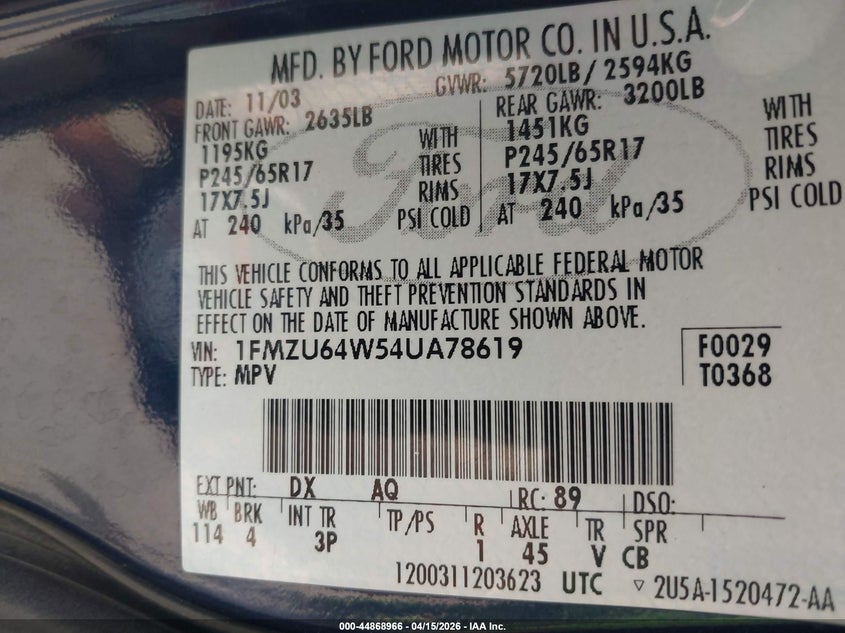 MFD. BY FORD MOTOR CO. IN U.S.A.
DATE: 11/03 GVWR: 5720LB / 2594KG
FRONT GAWR: 2635LB REAR GAWR: 3200LB
1195KG WITH 1451KG WITH
P245/65R17 TIRES P245/65R17 TIRES
17X7.5J RIMS 17X7.5J RIMS
AT 240 kPa/35 PSI COLD AT 240 kPa/35 PSI COLD
Ford
THIS VEHICLE CONFORMS TO ALL APPLICABLE FEDERAL MOTOR
VEHICLE SAFETY AND THEFT PREVENTION STANDARDS IN
EFFECT ON THE DATE OF MANUFACTURE SHOWN ABOVE.
VIN: 1FMZU64W54UA78619 F0029
TYPE: MPV T0368
EXT PNT: DX AQ RC: 89 DSO:
WB BRK INT TR TP/PS R AXLE TR SPR
114 4 3P 1 45 V CB
1200311203623 UTC ▽ 2U5A-1520472-AA
000-44868966 - 04/15/2026 - IAA Inc.